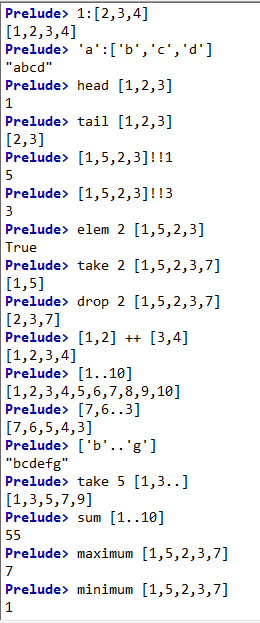 Prelude> 1:[2,3,4]
[1,2,3,4]
Prelude> 'a':['b','c','d']
"abcd"
Prelude> head [1,2,3]
1
Prelude> tail [1,2,3]
[2,3]
Prelude> [1,5,2,3]!!1
5
Prelude> [1,5,2,3]!!3
3
Prelude> elem 2 [1,5,2,3]
True
Prelude> take 2 [1,5,2,3,7]
[1,5]
Prelude> drop 2 [1,5,2,3,7]
[2,3,7]
Prelude> [1,2] ++ [3,4]
[1,2,3,4]
Prelude> [1..10]
[1,2,3,4,5,6,7,8,9,10]
Prelude> [7,6..3]
[7,6,5,4,3]
Prelude> ['b'..'g']
"bcdefg"
Prelude> take 5 [1,3..]
[1,3,5,7,9]
Prelude> sum [1..10]
55
Prelude> maximum [1,5,2,3,7]
7
Prelude> minimum [1,5,2,3,7]
1